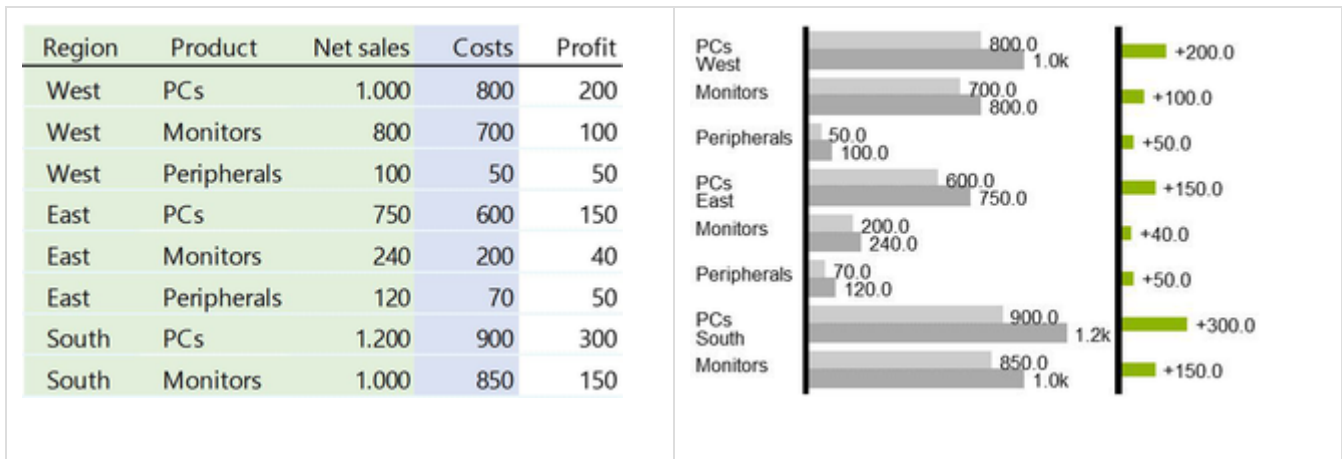 Region Product Net sales Costs Profit
West PCs 1.000 800 200
West Monitors 800 700 100
West Peripherals 100 50 50
East PCs 750 600 150
East Monitors 240 200 40
East Peripherals 120 70 50
South PCs 1.200 900 300
South Monitors 1.000 850 150
PCs 800.0 +200.0
West 1.0k
Monitors 700.0 +100.0
800.0
Peripherals 50.0 +50.0
100.0
PCs 600.0 +150.0
East 750.0
Monitors 200.0 +40.0
240.0
Peripherals 70.0 +50.0
120.0
PCs 900.0 +300.0
South 1.2k
Monitors 850.0 +150.0
1.0k